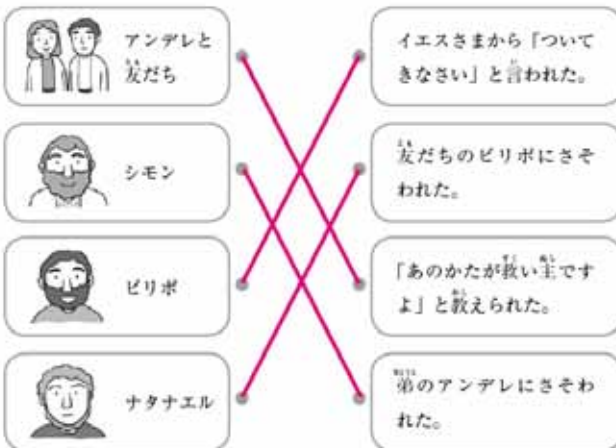 アンデレと
友だち
シモン
ピリポ
ナタナエル
イエスさまから「ついて
きなさい」と言われた。
友だちのピリポにさそ
われた。
「あのかたが救い主です
よ」と教えられた。
弟のアンデレにさそわ
れた。